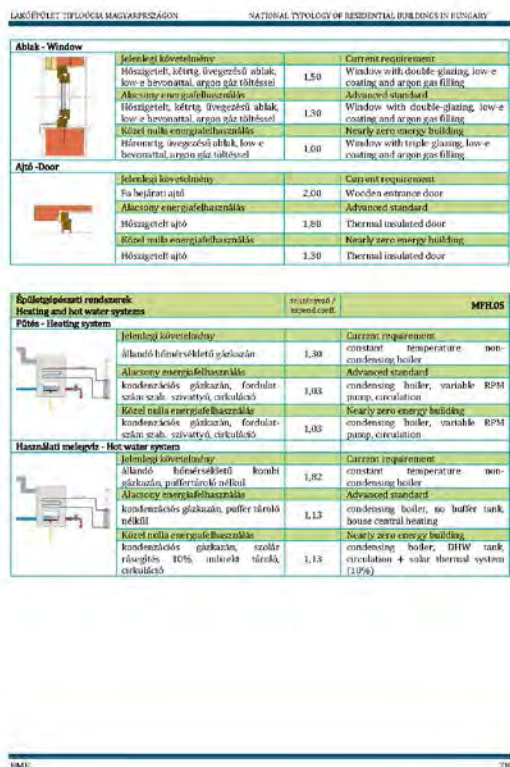 LAKÓÉPÜLET TIPOLÓGIA MAGYARORSZÁGON NATIONAL TYPOLOGY OF RESIDENTIAL BUILDINGS IN HUNGARY
Ablak - Window
Jelenlegi követelmény Current requirement
Hőszigetelt, kétrtg. üvegezésű ablak, 1,50 Window with double-glazing, low-e
low-e bevonattal, argon gáz töltéssel coating and argon gas filling
Alacsony energiafelhasználás Advanced standard
Hőszigetelt, kétrtg. üvegezésű ablak, 1,30 Window with double-glazing, low-e
low-e bevonattal, argon gáz töltéssel coating and argon gas filling
Közel nulla energiafelhasználás Nearly zero energy building
Háromrtg. üvegezésű ablak, low-e 1,00 Window with triple-glazing, low-e
bevonattal, argon gáz töltéssel coating and argon gas filling
Ajtó -Door
Jelenlegi követelmény Current requirement
Fa bejárati ajtó 2,00 Wooden entrance door
Alacsony energiafelhasználás Advanced standard
Hőszigetelt ajtó 1,80 Thermal insulated door
Közel nulla energiafelhasználás Nearly zero energy building
Hőszigetelt ajtó 1,30 Thermal insulated door
Épületgépészeti rendszerek MFH.05
Heating and hot water systems expend.coeff.
Fűtés - Heating system
Jelenlegi követelmény Current requirement
állandó hőmérsékletű gázkazán 1,30 constant temperature non-
condensing boiler
Alacsony energiafelhasználás Advanced standard
kondenzációs gázkazán, fordulat- 1,03 condensing boiler, variable RPM
szám szab. szivattyú, cirkuláció pump, circulation
Közel nulla energiafelhasználás Nearly zero energy building
kondenzációs gázkazán, fordulat- 1,03 condensing boiler, variable RPM
szám szab. szivattyú, cirkuláció pump, circulation
Használati melegvíz - Hot water system
Jelenlegi követelmény Current requirement
állandó hőmérsékletű kombi 1,82 constant temperature non-
gázkazán, puffertároló nélkül condensing boiler
Alacsony energiafelhasználás Advanced standard
kondenzációs gázkazán, puffer tároló 1,13 condensing boiler, no buffer tank,
nélkül house central heating
Közel nulla energiafelhasználás Nearly zero energy building
kondenzációs gázkazán, szolár 1,13 condensing boiler, DHW tank,
rásegítés 10%, indirekt tároló, circulation + solar thermal system
cirkuláció (10%)
BME 78